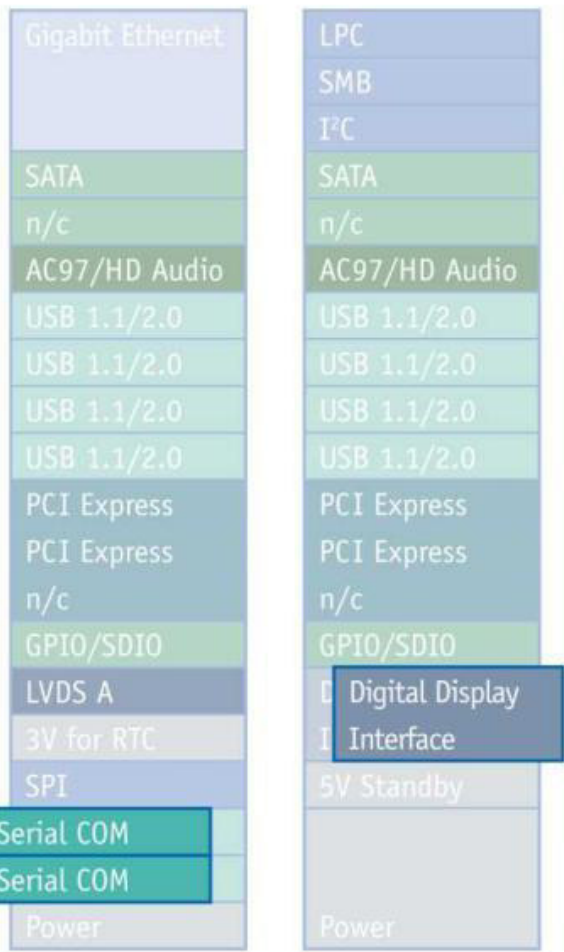 Gigabit Ethernet
SATA
n/c
AC97/HD Audio
USB 1.1/2.0
USB 1.1/2.0
USB 1.1/2.0
USB 1.1/2.0
PCI Express
PCI Express
n/c
GPIO/SDIO
LVDS A
3V for RTC
SPI
Serial COM
Serial COM
Power
LPC
SMB
I²C
SATA
n/c
AC97/HD Audio
USB 1.1/2.0
USB 1.1/2.0
USB 1.1/2.0
USB 1.1/2.0
PCI Express
PCI Express
n/c
GPIO/SDIO
Digital Display
Interface
5V Standby
Power